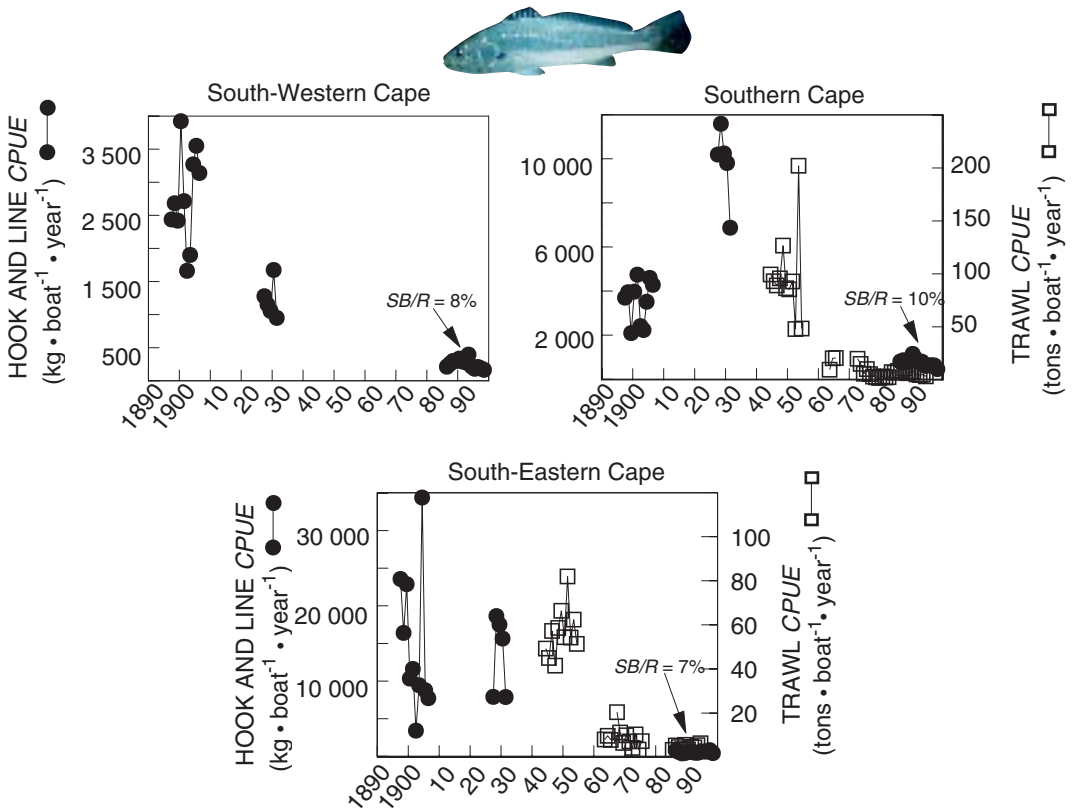 South-Western Cape
HOOK AND LINE CPUE
(kg • boat⁻¹ • year⁻¹)
3 500
2 500
1 500
500
SB/R = 8%
1890 1900 10 20 30 40 50 60 70 80 90
Southern Cape
10 000
6 000
2 000
SB/R = 10%
200
150
100
50
TRAWL CPUE
(tons • boat⁻¹• year⁻¹)
1890 1900 10 20 30 40 50 60 70 80 90
South-Eastern Cape
HOOK AND LINE CPUE
(kg • boat⁻¹ • year⁻¹)
30 000
20 000
10 000
SB/R = 7%
100
80
60
40
20
TRAWL CPUE
(tons • boat⁻¹• year⁻¹)
1890 1900 10 20 30 40 50 60 70 80 90